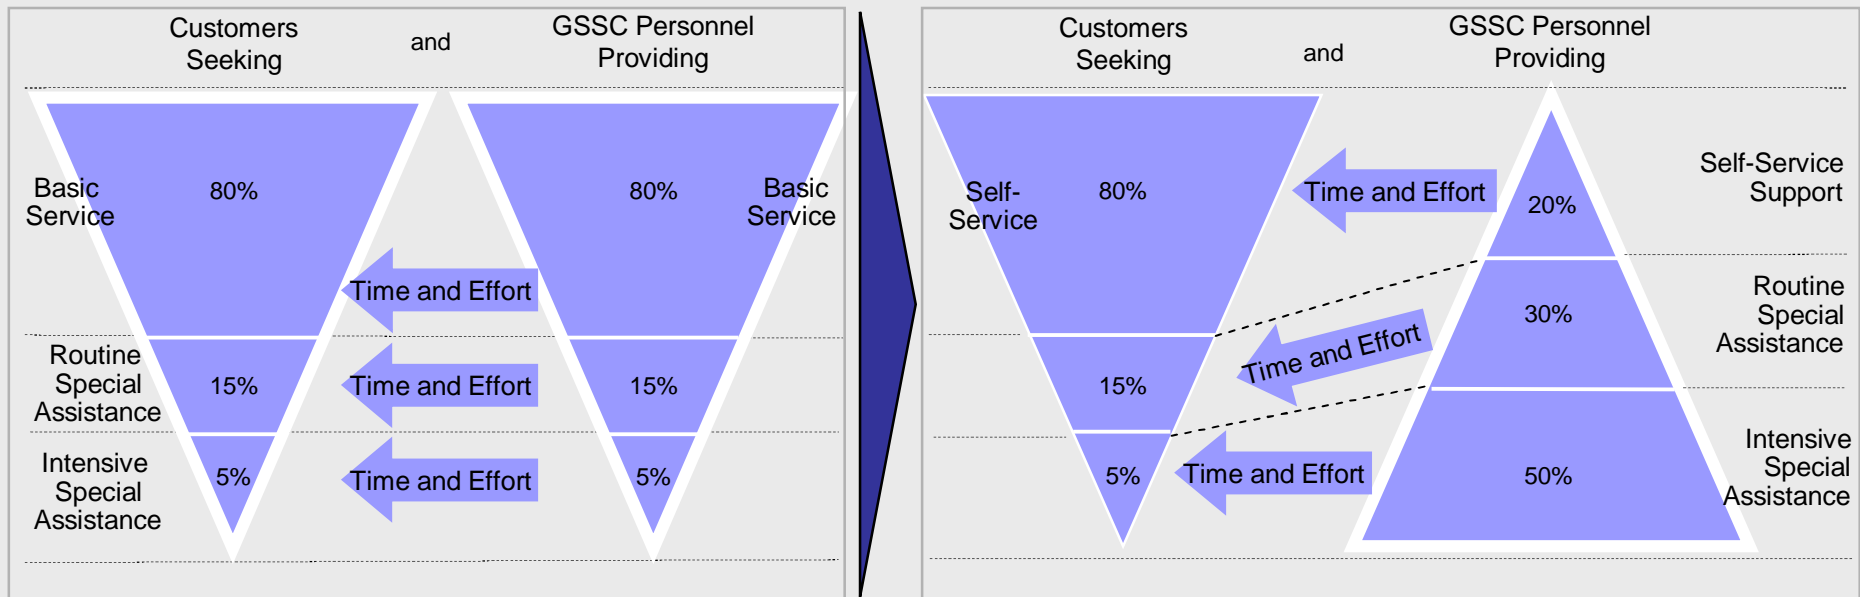 Customers
Seeking
and
GSSC Personnel
Providing
Basic
Service
80%
80%
Basic
Service
Time and Effort
Routine
Special
Assistance
15%
Time and Effort
15%
Intensive
Special
Assistance
5%
Time and Effort
5%
Customers
Seeking
and
GSSC Personnel
Providing
Self-
Service
80%
Time and Effort
20%
Self-Service
Support
15%
Time and Effort
30%
Routine
Special
Assistance
5%
Time and Effort
50%
Intensive
Special
Assistance